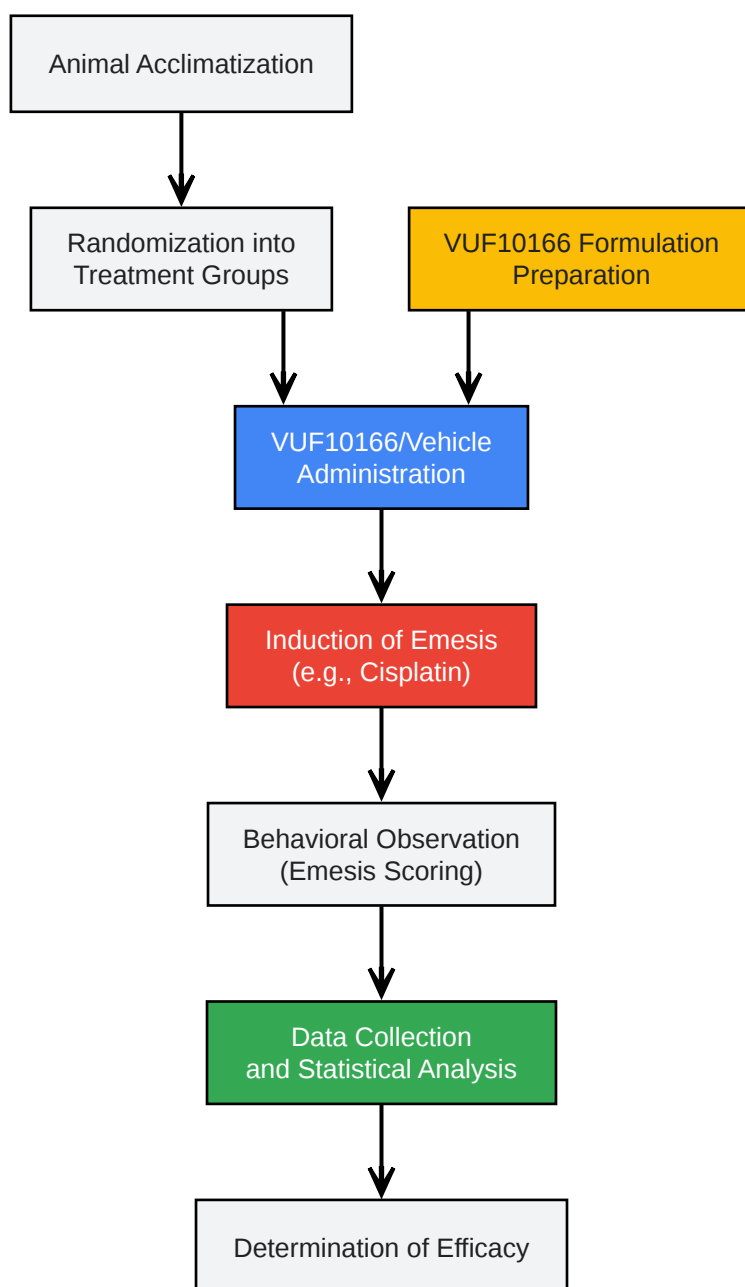 Animal Acclimatization
Randomization into
Treatment Groups
VUF10166 Formulation
Preparation
VUF10166/Vehicle
Administration
Induction of Emesis
(e.g., Cisplatin)
Behavioral Observation
(Emesis Scoring)
Data Collection
and Statistical Analysis
Determination of Efficacy